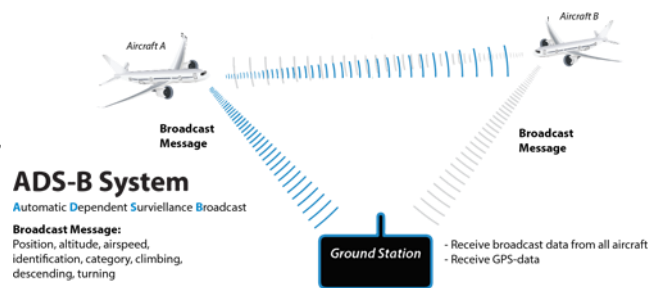 Aircraft A
Aircraft B
Broadcast
Message
Broadcast
Message
ADS-B System
Automatic Dependent Surviellance Broadcast
Broadcast Message:
Position, altitude, airspeed,
identification, category, climbing,
descending, turning
Ground Station
- Receive broadcast data from all aircraft
- Receive GPS-data